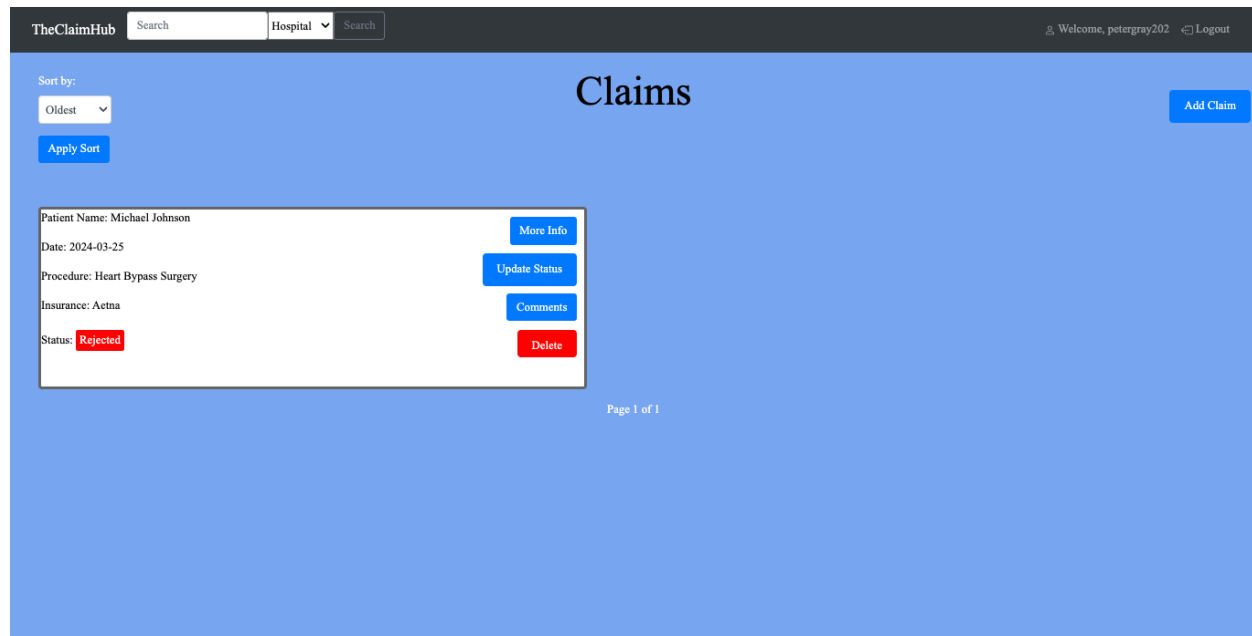 TheClaimHub Search Hospital Search Welcome, petergray202 Logout
Sort by:
Claims
Oldest
Add Claim
Apply Sort
Patient Name: Michael Johnson
More Info
Date: 2024-03-25
Update Status
Procedure: Heart Bypass Surgery
Insurance: Aetna
Comments
Status: Rejected
Delete
Page 1 of 1